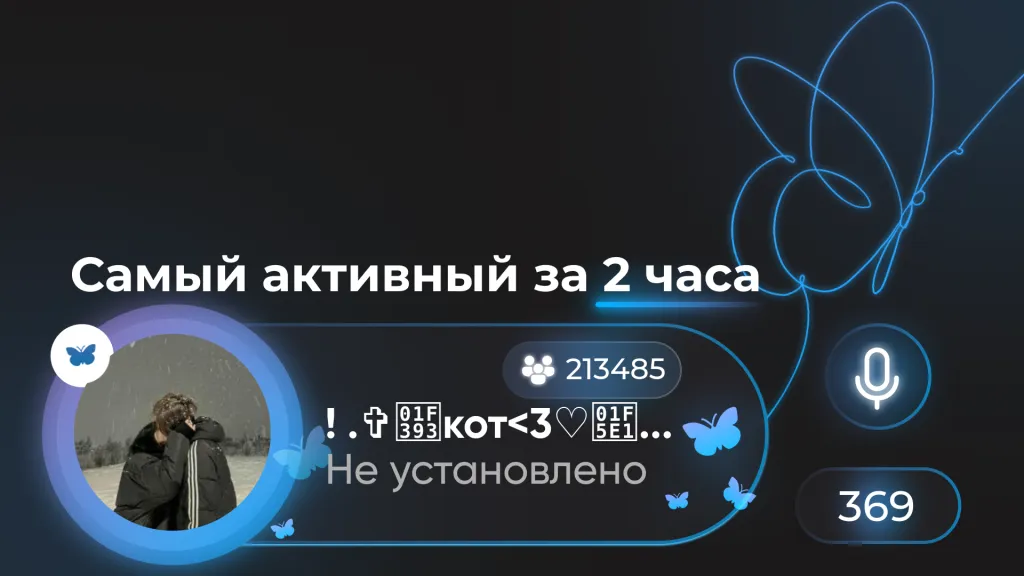 Самый активный за 2 часа
213485
! .✞🎓кот<3♡🗡...
Не установлено
369